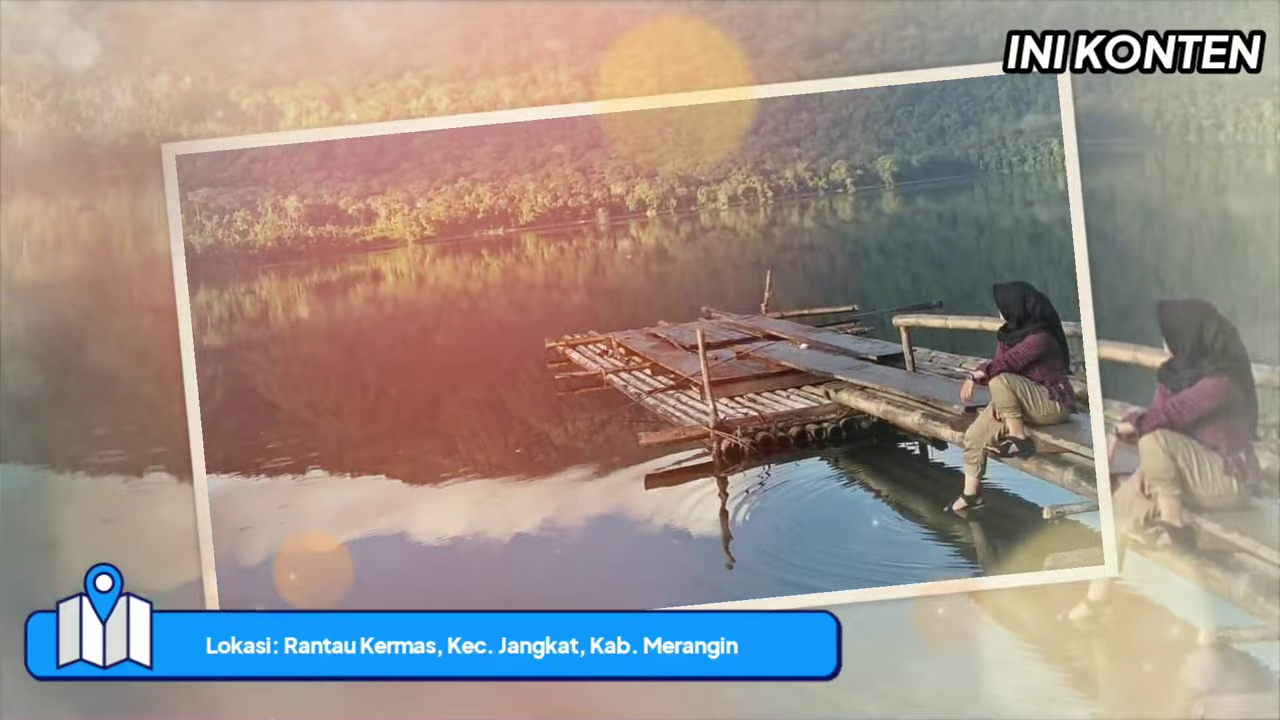 INI KONTEN
Lokasi: Rantau Kermas, Kec. Jangkat, Kab. Merangin